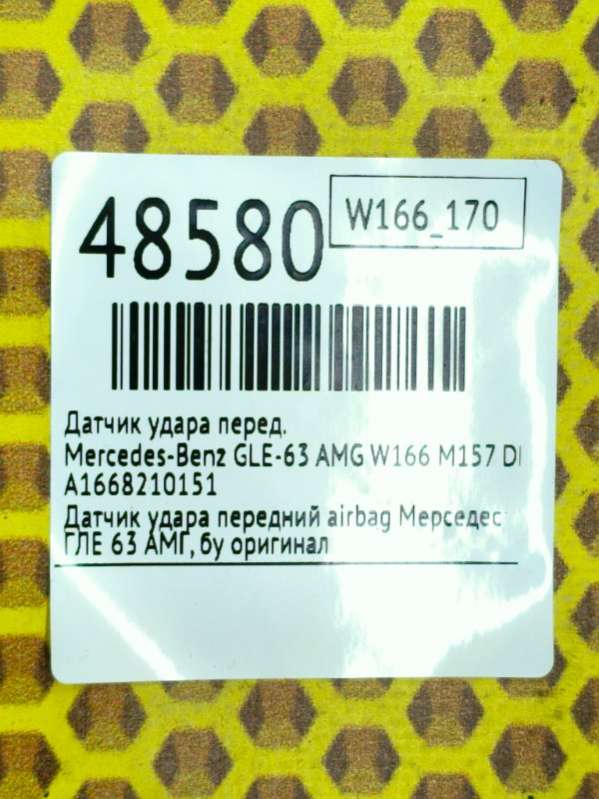 48580
W166_170
Датчик удара перед.
Mercedes-Benz GLE-63 AMG W166 M157 DI
A1668210151
Датчик удара передний airbag Мерседес
ГЛЕ 63 АМГ, бу оригинал